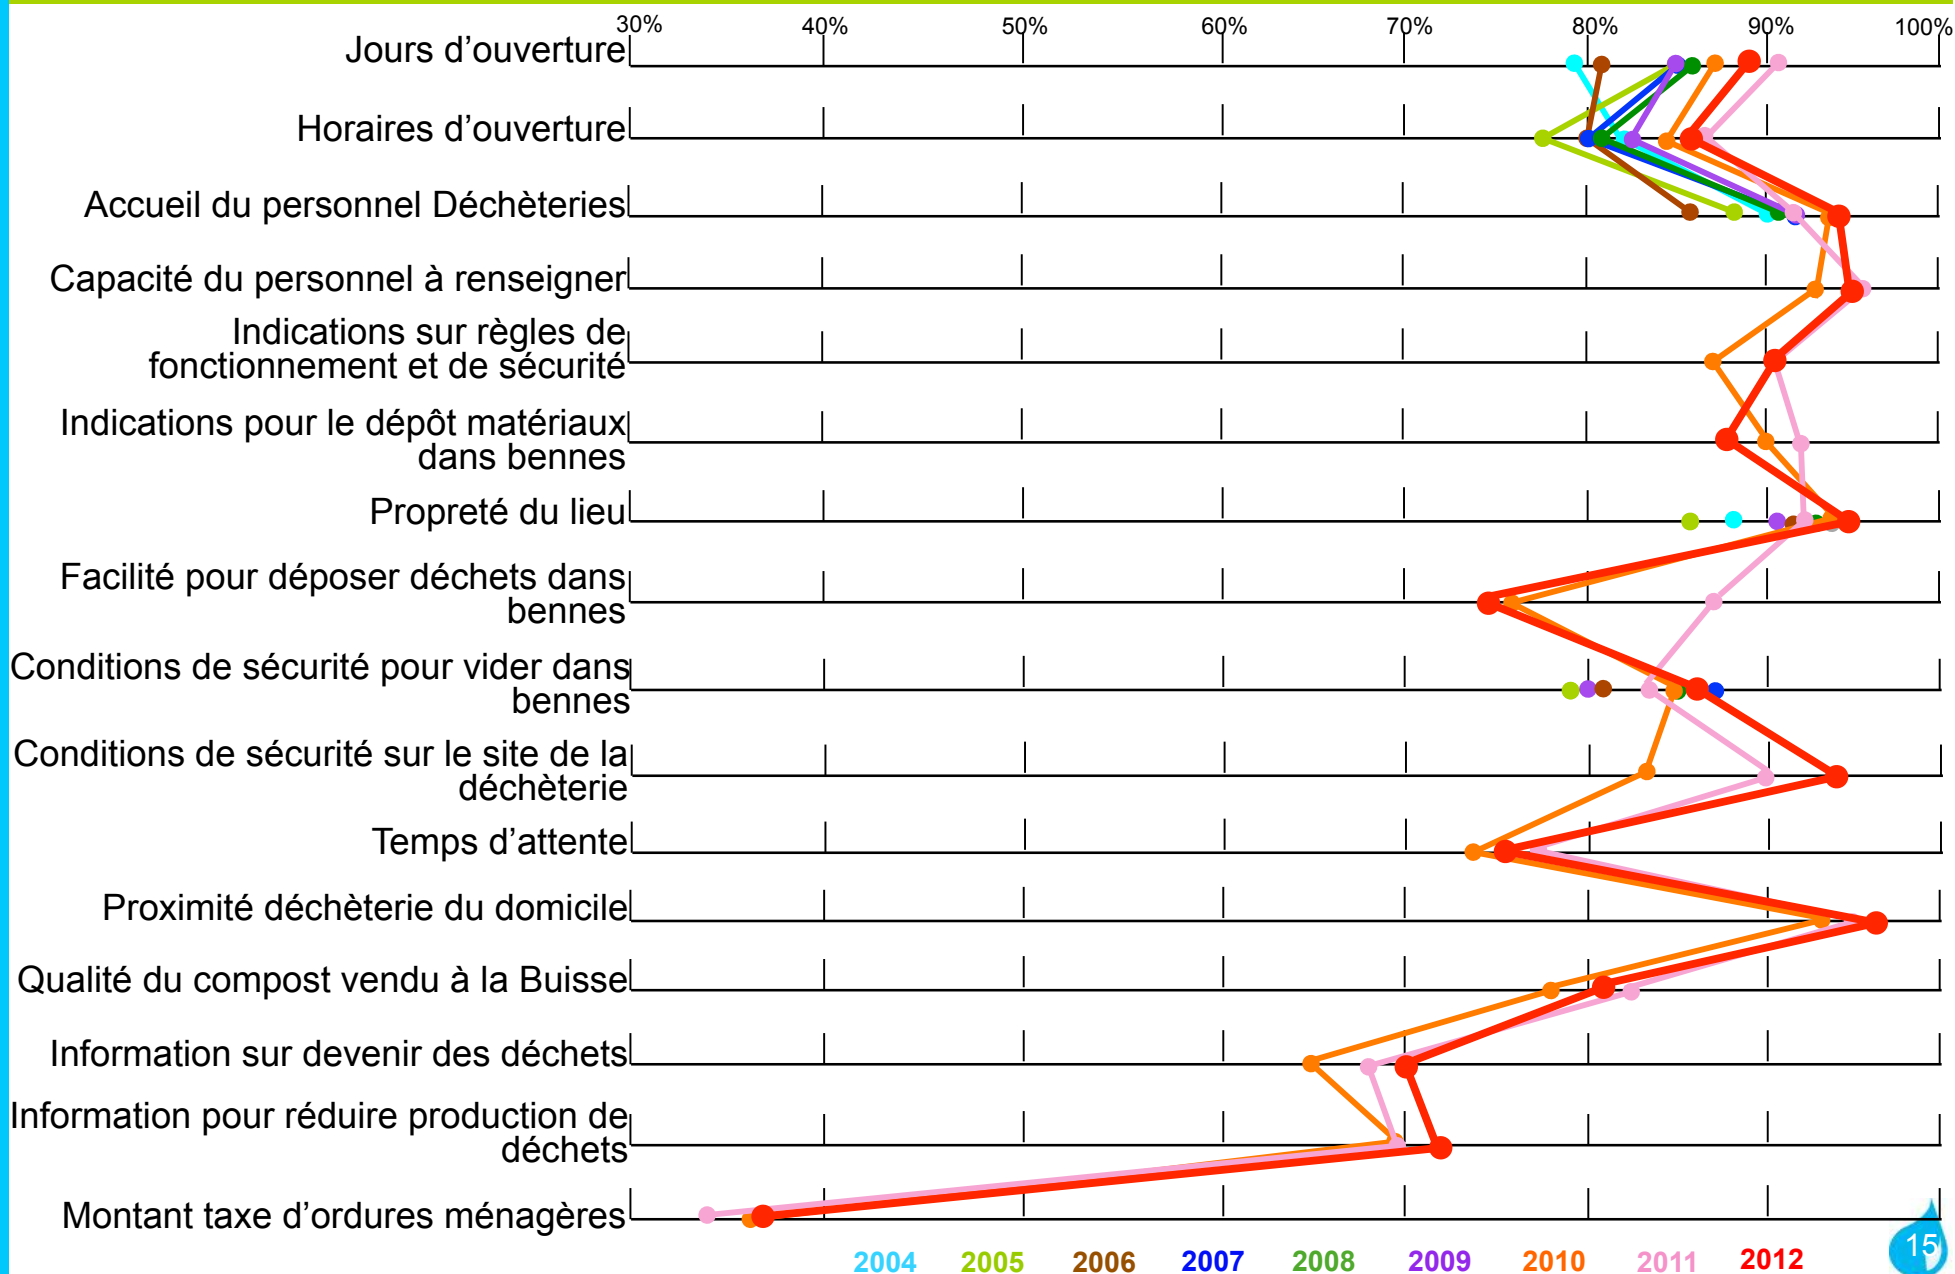 30% 40% 50% 60% 70% 80% 90% 100%
Jours d’ouverture
Horaires d’ouverture
Accueil du personnel Déchèteries
Capacité du personnel à renseigner
Indications sur règles de
fonctionnement et de sécurité
Indications pour le dépôt matériaux
dans bennes
Propreté du lieu
Facilité pour déposer déchets dans
bennes
Conditions de sécurité pour vider dans
bennes
Conditions de sécurité sur le site de la
déchèterie
Temps d’attente
Proximité déchèterie du domicile
Qualité du compost vendu à la Buisse
Information sur devenir des déchets
Information pour réduire production de
déchets
Montant taxe d’ordures ménagères
2004 2005 2006 2007 2008 2009 2010 2011 2012
15